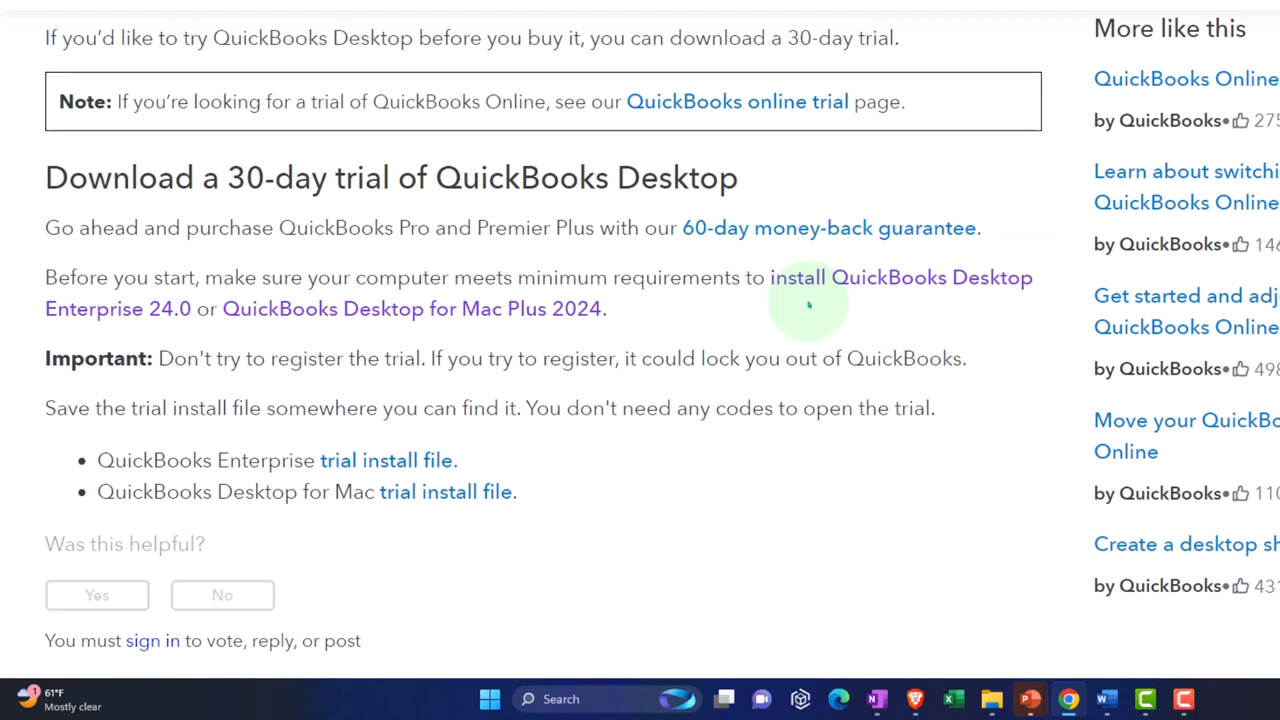 If you’d like to try QuickBooks Desktop before you buy it, you can download a 30-day trial.
Note: If you’re looking for a trial of QuickBooks Online, see our QuickBooks online trial page.
Download a 30-day trial of QuickBooks Desktop
Go ahead and purchase QuickBooks Pro and Premier Plus with our 60-day money-back guarantee.
Before you start, make sure your computer meets minimum requirements to install QuickBooks Desktop
Enterprise 24.0 or QuickBooks Desktop for Mac Plus 2024.
Important: Don't try to register the trial. If you try to register, it could lock you out of QuickBooks.
Save the trial install file somewhere you can find it. You don't need any codes to open the trial.
• QuickBooks Enterprise trial install file.
• QuickBooks Desktop for Mac trial install file.
Was this helpful?
Yes
No
You must sign in to vote, reply, or post
More like this
QuickBooks Online
by QuickBooks•
Learn about
QuickBooks Online
by QuickBooks•
Get started and
QuickBooks Online
by QuickBooks•
Move your
Online
by QuickBooks•
Create a desktop
by QuickBooks•
1
61°F
Mostly clear
Search